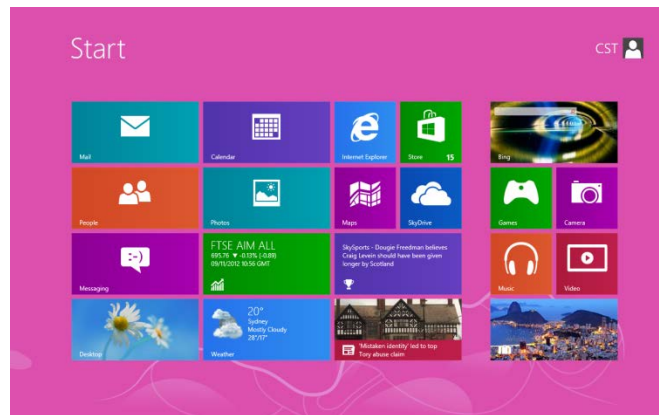 Start
CST
Mail
Calendar
Internet Explorer
Store
15
Bing
People
Photos
Maps
SkyDrive
Games
Camera
Messaging
:-)
FTSE AIM ALL
695.76 ▼ -0.13% (-0.89)
09/11/2012 10:56 GMT
SkySports - Dougie Freedman believes
Craig Levein should have been given
longer by Scotland
Music
Video
Desktop
20°
Sydney
Mostly Cloudy
28°/17°
Weather
'Mistaken identity' led to top
Tory abuse claim